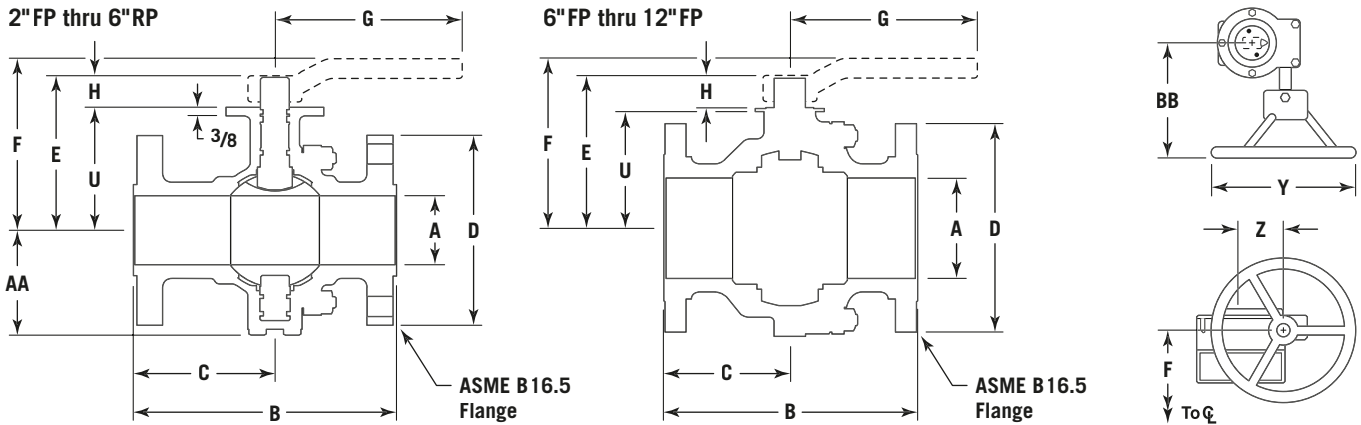 2"FP thru 6"RP
G
H
F
E
U
3/8
A
D
AA
C
B
ASME B16.5
Flange
6"FP thru 12"FP
G
H
F
E
U
A
D
C
B
ASME B16.5
Flange
BB
Y
Z
F
To ℄